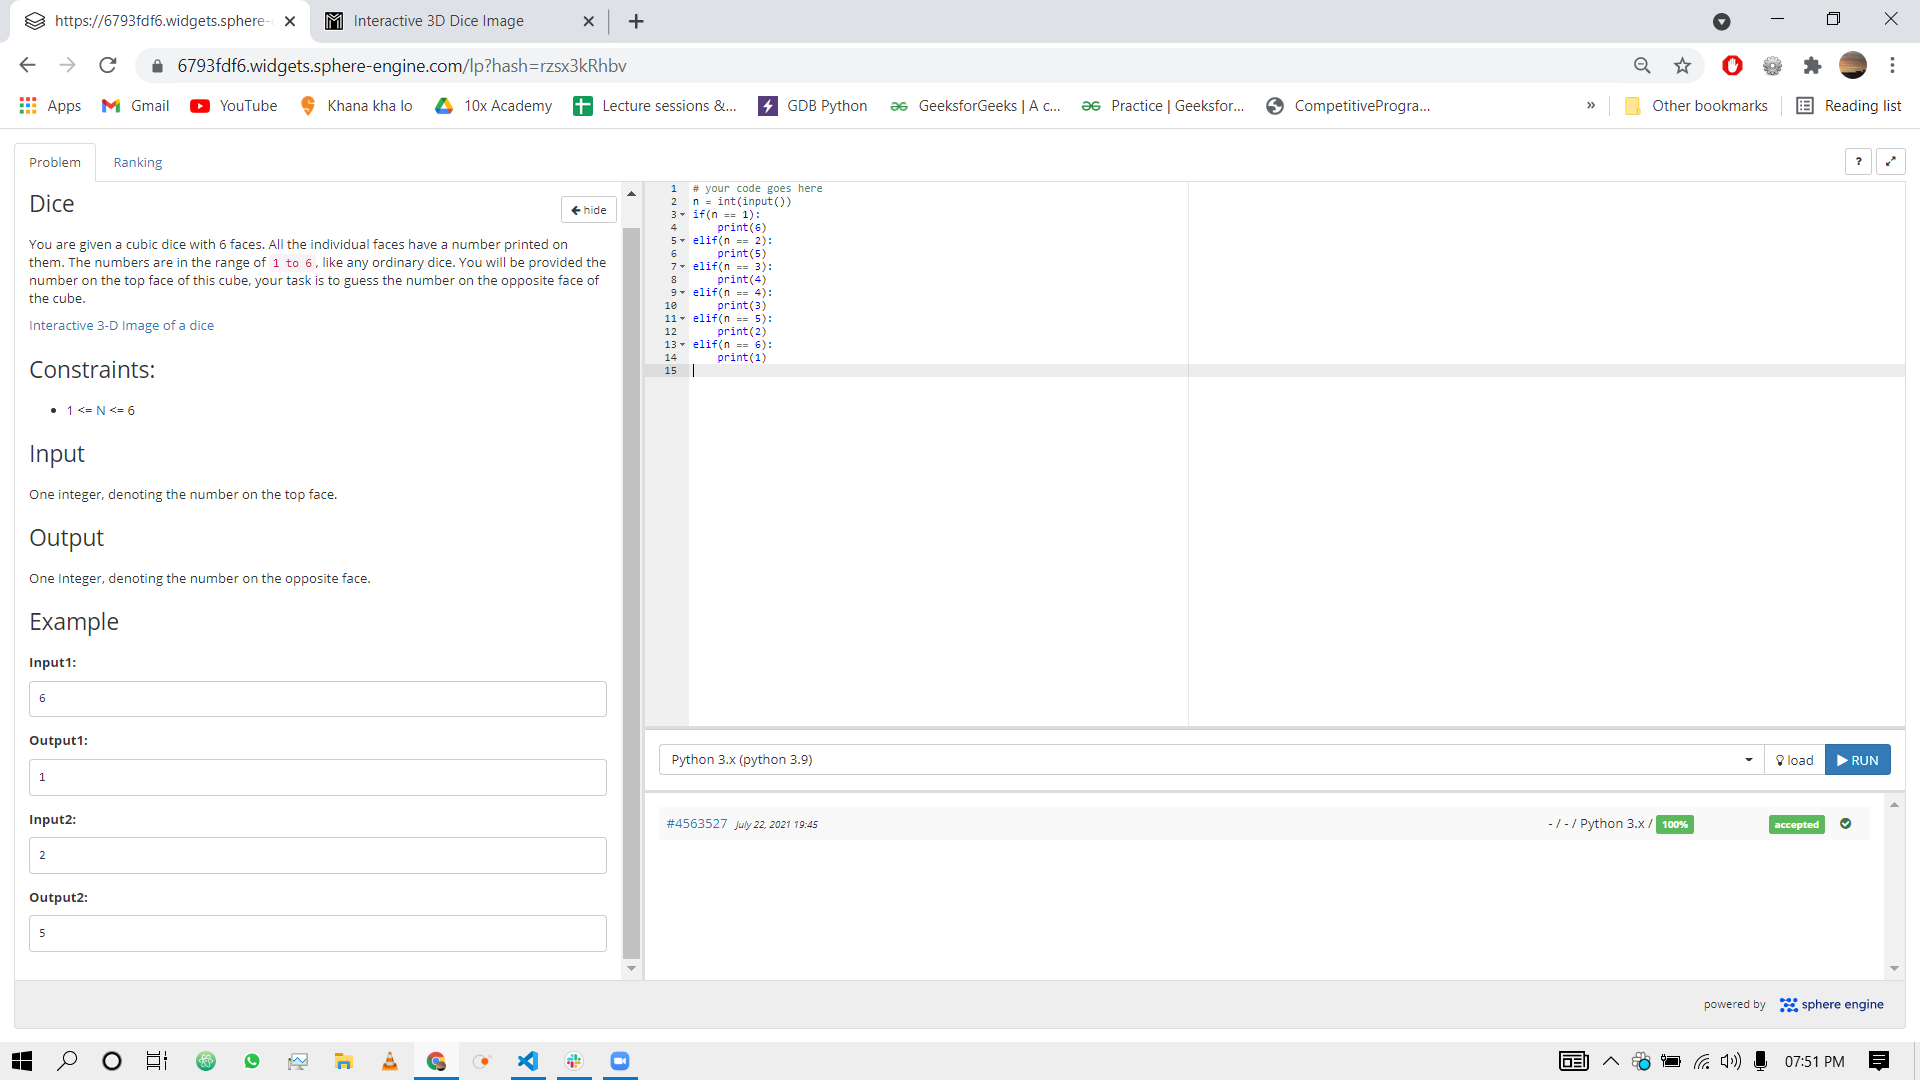 https://6793fdf6.widgets.sphere-
Interactive 3D Dice Image
6793fdf6.widgets.sphere-engine.com/lp?hash=rzsx3kRhbv
Apps
Gmail
YouTube
Khana kha lo
10x Academy
Lecture sessions &...
GDB Python
GeeksforGeeks | A c...
Practice | Geeksfor...
CompetitiveProgra...
»
Other bookmarks
Reading list
Problem
Ranking
?
Dice
hide
You are given a cubic dice with 6 faces. All the individual faces have a number printed on
them. The numbers are in the range of 1 to 6, like any ordinary dice. You will be provided the
number on the top face of this cube, your task is to guess the number on the opposite face of
the cube.
Interactive 3-D Image of a dice
Constraints:
• 1 <= N <= 6
Input
One integer, denoting the number on the top face.
Output
One Integer, denoting the number on the opposite face.
Example
Input1:
6
Output1:
1
Input2:
2
Output2:
5
1 # your code goes here
2 n = int(input())
3 if(n == 1):
4 print(6)
5 elif(n == 2):
6 print(5)
7 elif(n == 3):
8 print(4)
9 elif(n == 4):
10 print(3)
11 elif(n == 5):
12 print(2)
13 elif(n == 6):
14 print(1)
15
Python 3.x (python 3.9)
load
RUN
#4563527 July 22, 2021 19:45
- / - / Python 3.x / 100%
accepted
powered by sphere engine
07:51 PM